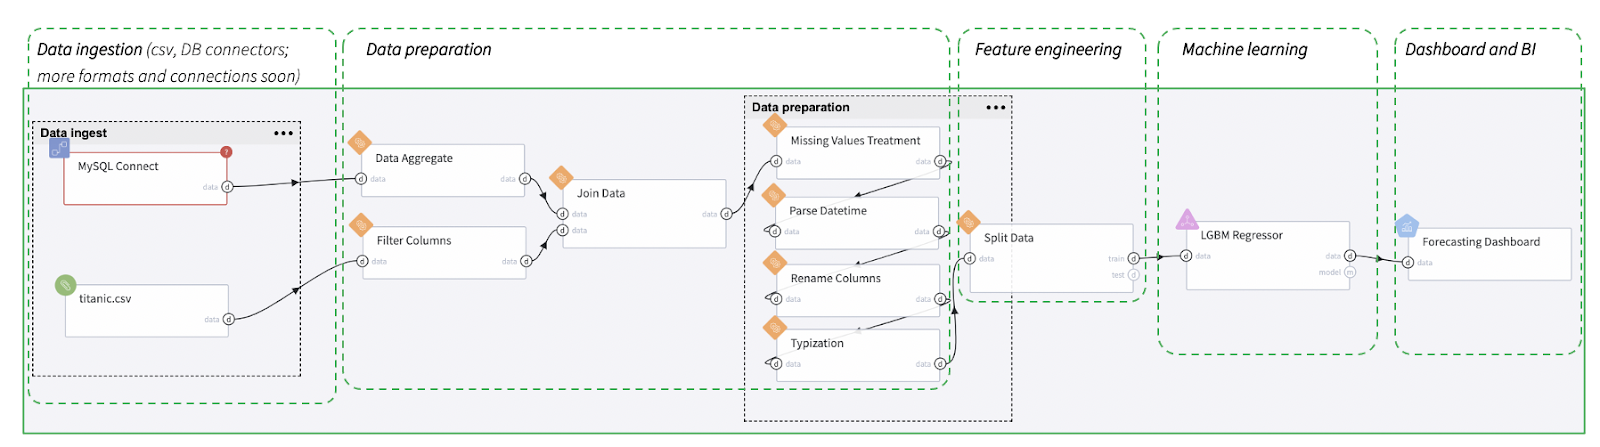 Data ingestion (csv, DB connectors;
more formats and connections soon)
Data preparation
Feature engineering
Machine learning
Dashboard and BI
Data ingest
•••
MySQL Connect
?
data d
titanic.csv
data d
Data Aggregate
d data
data d
Filter Columns
d data
data d
Join Data
d data
d data
data d
Data preparation
•••
Missing Values Treatment
d data
data d
Parse Datetime
d data
data d
Rename Columns
d data
data d
Typization
d data
data d
Split Data
d data
train d
test d
LGBM Regressor
d data
data d
model m
Forecasting Dashboard
d data